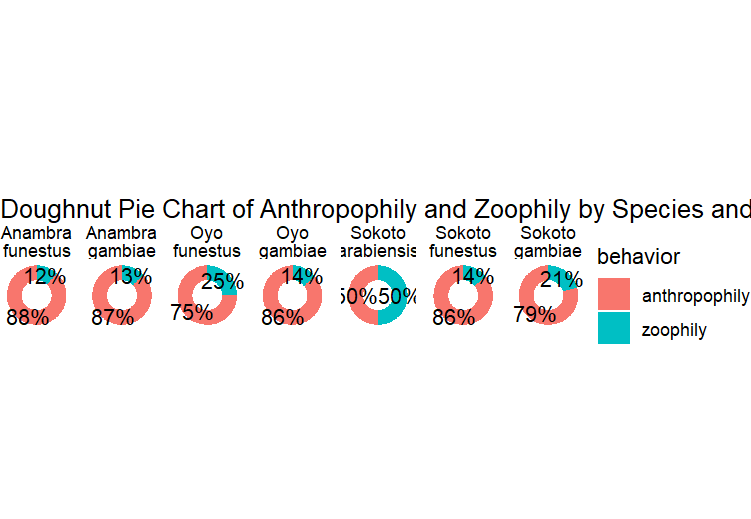 Doughnut Pie Chart of Anthropophily and Zoophily by Species and
Anambra
funestus
Anambra
gambiae
Oyo
funestus
Oyo
gambiae
Sokoto
arabiensis
Sokoto
funestus
Sokoto
gambiae
12%
88%
13%
87%
25%
75%
14%
86%
50%
50%
14%
86%
21%
79%
behavior
anthropophily
zoophily